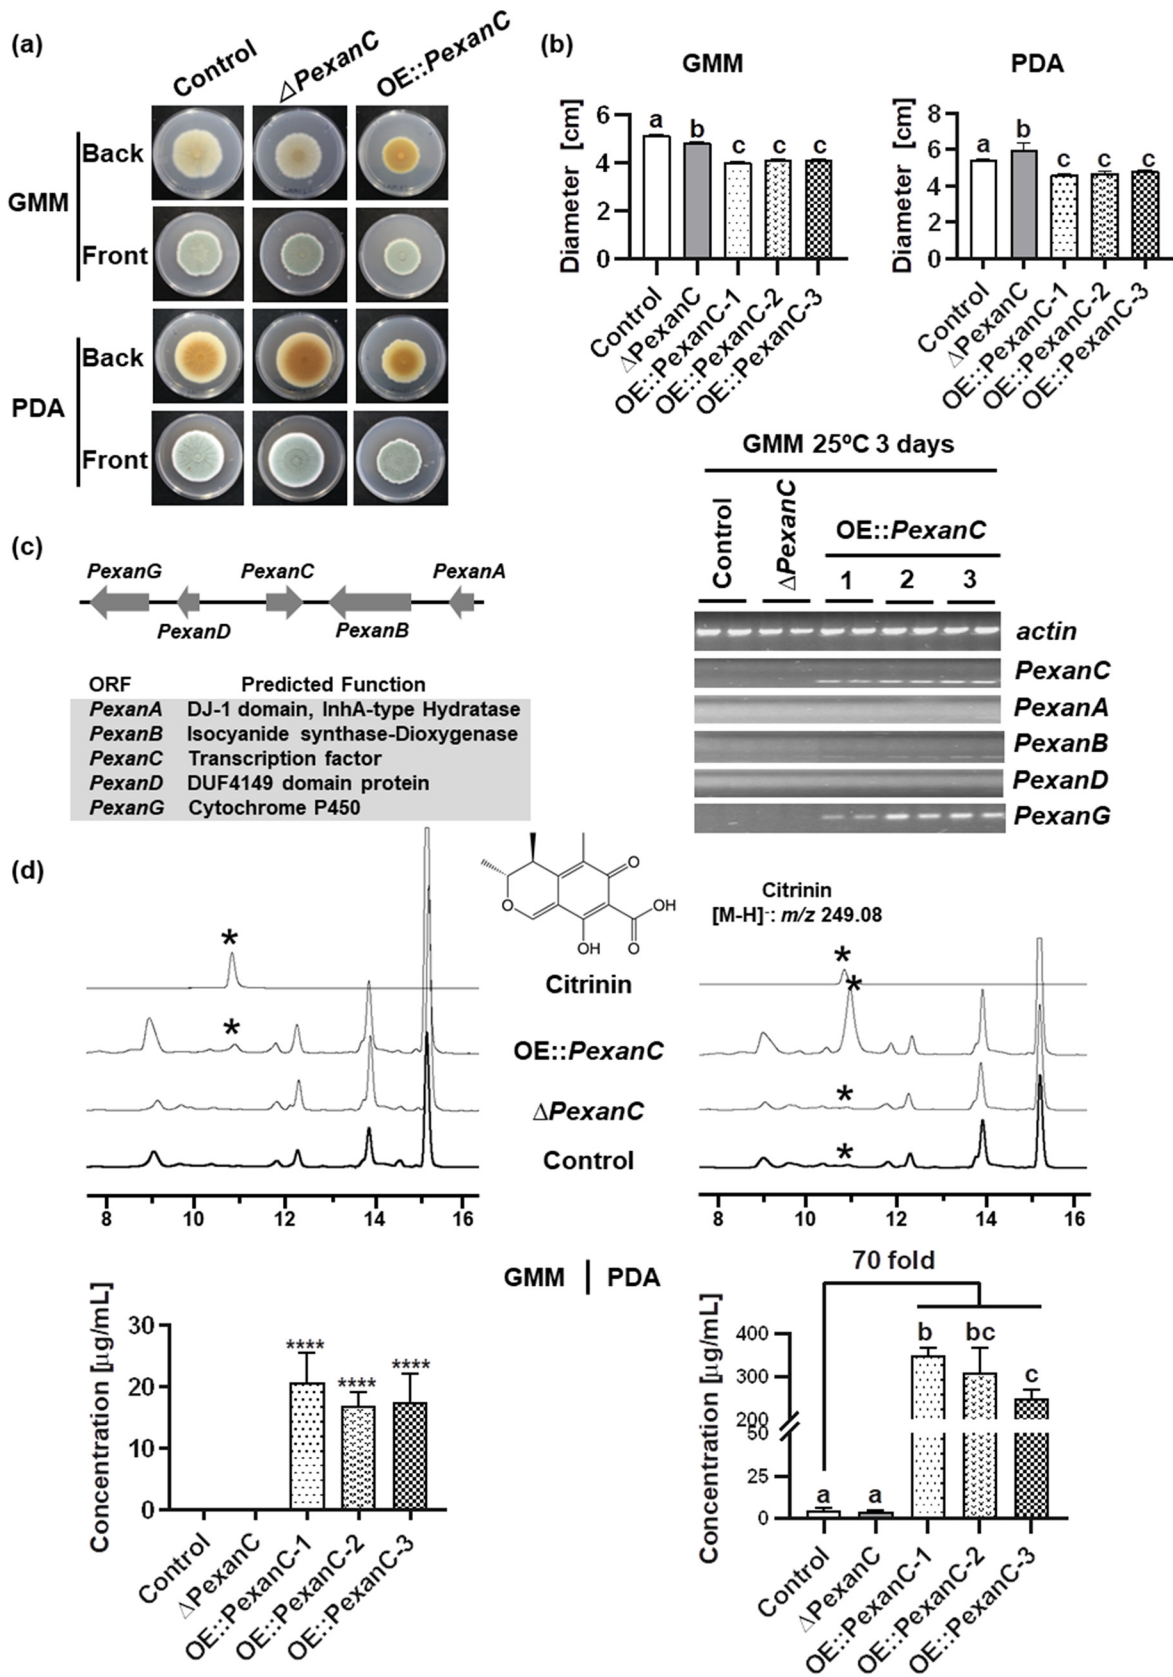 (a)
Control
△PexanC
OE::PexanC
GMM
Back
Front
PDA
Back
Front
(b)
GMM
Diameter [cm]
6
4
2
0
a
b
c
c
c
Control
ΔPexanC
OE::PexanC-1
OE::PexanC-2
OE::PexanC-3
PDA
Diameter [cm]
8
6
4
2
0
a
b
c
c
c
Control
ΔPexanC
OE::PexanC-1
OE::PexanC-2
OE::PexanC-3
(c)
PexanG
PexanC
PexanA
PexanD
PexanB
ORF Predicted Function
PexanA DJ-1 domain, InhA-type Hydratase
PexanB Isocyanide synthase-Dioxygenase
PexanC Transcription factor
PexanD DUF4149 domain protein
PexanG Cytochrome P450
GMM 25ºC 3 days
Control
ΔPexanC
OE::PexanC
1 2 3
actin
PexanC
PexanA
PexanB
PexanD
PexanG
(d)
O
O
OH
OH
O
Citrinin
[M-H]⁻: m/z 249.08
*
*
*
*
*
*
Citrinin
OE::PexanC
ΔPexanC
Control
8 10 12 14 16
8 10 12 14 16
GMM | PDA
Concentration [µg/mL]
30
20
10
0
****
****
****
Control
ΔPexanC
OE::PexanC-1
OE::PexanC-2
OE::PexanC-3
70 fold
Concentration [µg/mL]
400
300
200
50
25
0
a
a
b
bc
c
Control
ΔPexanC
OE::PexanC-1
OE::PexanC-2
OE::PexanC-3